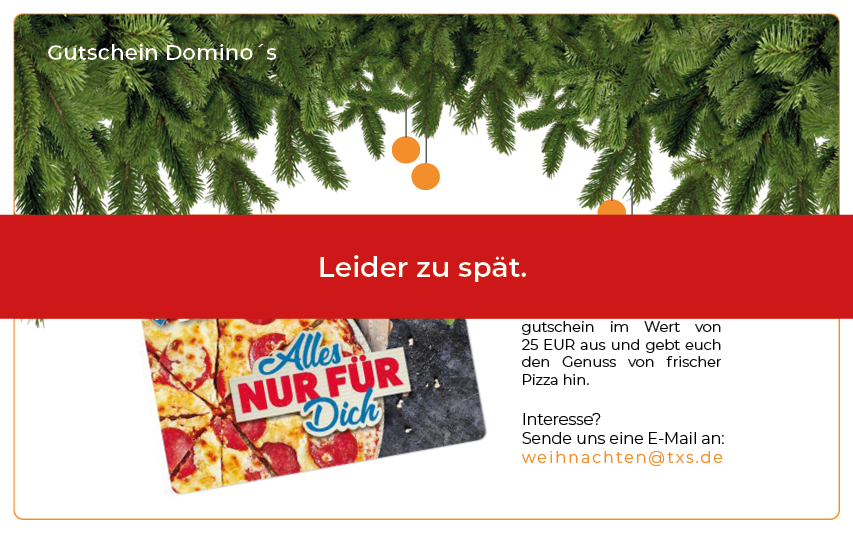 Gutschein Domino´s
Leider zu spät.
Alles
NUR FÜR
Dich
gutschein im Wert von
25 EUR aus und gebt euch
den Genuss von frischer
Pizza hin.
Interesse?
Sende uns eine E-Mail an:
weihnachten@txs.de